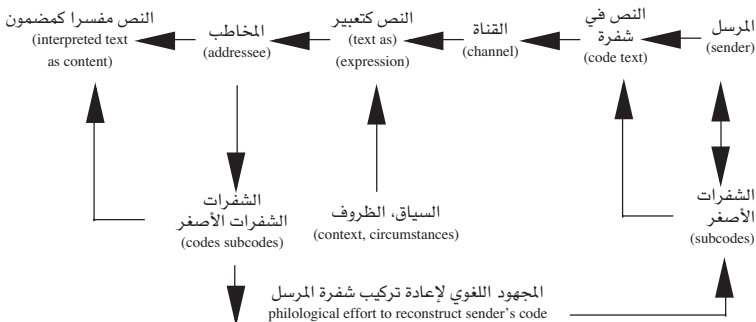 المرسل
(sender)
النص في
شفرة
(code text)
القناة
(channel)
النص كتعبير
(text as)
(expression)
المخاطب
(addressee)
النص مفسرا كمضمون
(interpreted text
as content)
الشفرات
الأصغر
(subcodes)
السياق، الظروف
(context, circumstances)
الشفرات
الشفرات الأصغر
(codes subcodes)
المجهود اللغوي لإعادة تركيب شفرة المرسل
philological effort to reconstruct sender's code